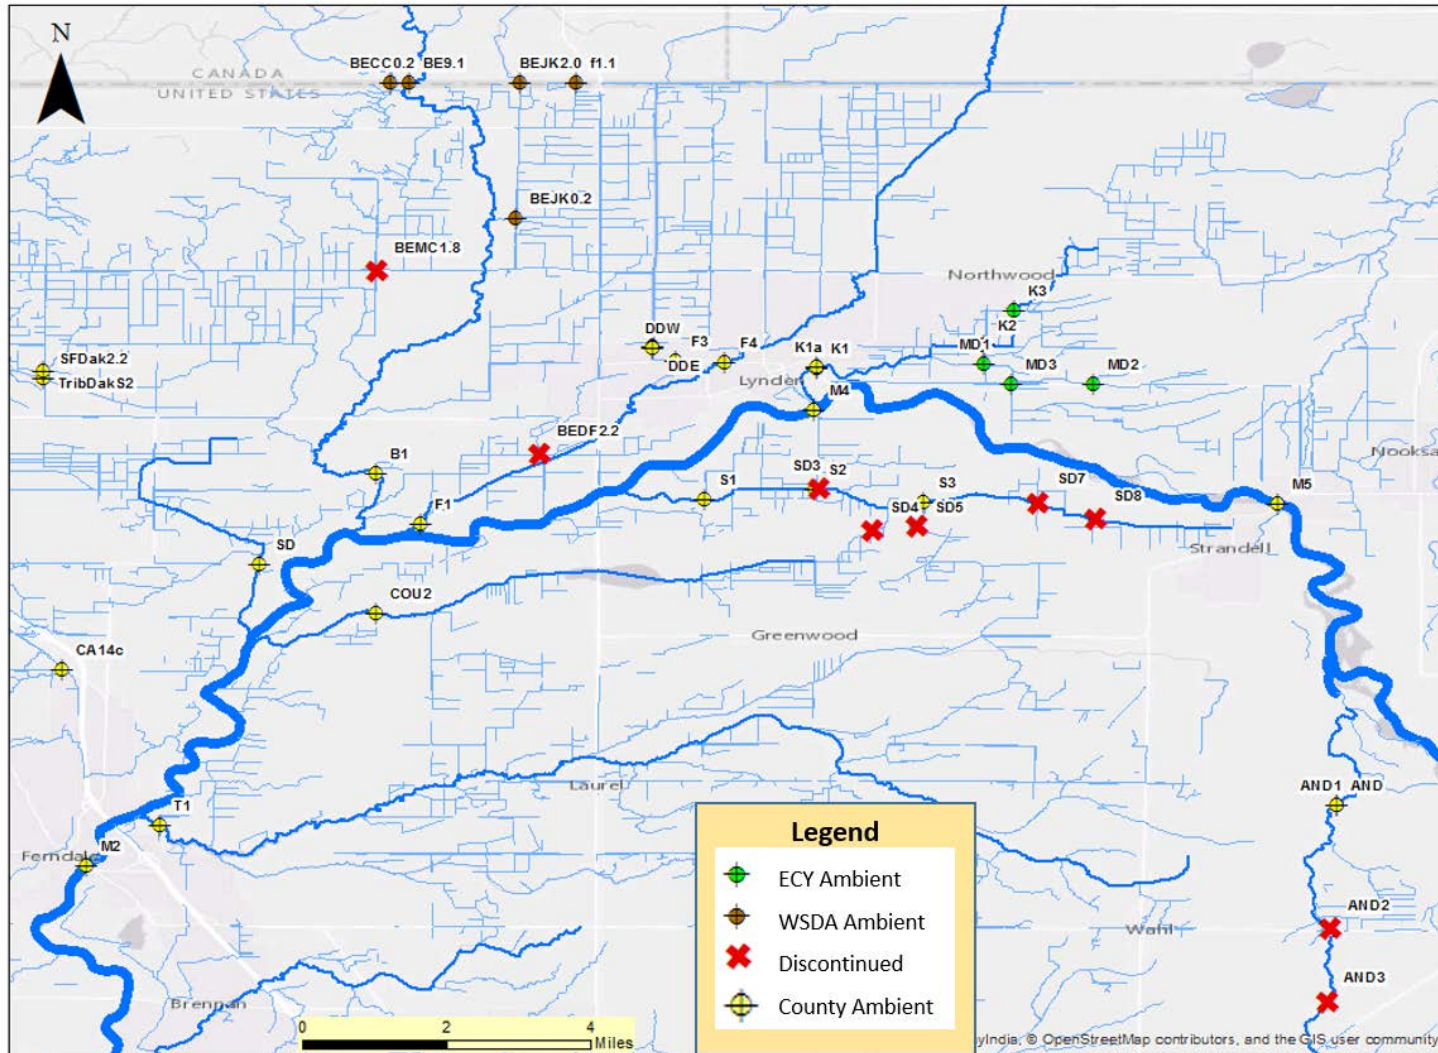 N
CANADA
UNITED STATES
BECC0.2 BE9.1
BEJK2.0 f1.1
BEJK0.2
BEMC1.8
Northwood
K3
K2
DDW
F3
F4
DDE
K1a K1
MD1
MD3
MD2
SFDak2.2
TribDakS2
Lynden
M4
BEDF2.2
B1
Nooksa
S1
SD3 S2
S3
SD7
SD8
M5
F1
SD4 SD5
SD
Strandell
COU2
Greenwood
CA14c
Laurel
AND1 AND
T1
M2
Ferndale
AND2
Wahl
AND3
Brennan
Legend
ECY Ambient
WSDA Ambient
Discontinued
County Ambient
0 2 4
Miles
yIndia, © OpenStreetMap contributors, and the GIS user community